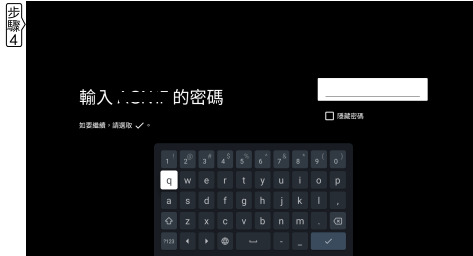 步驟4
輸入 的密碼
如要繼續，請選取 ✓ 。
隱藏密碼
1 ! 2 @ 3 # 4 $ 5 % 6 ^ 7 & 8 * 9 ( 0 )
q w e r t y u i o p
a s d f g h j k l ,
z x c v b n m .
?123 - _